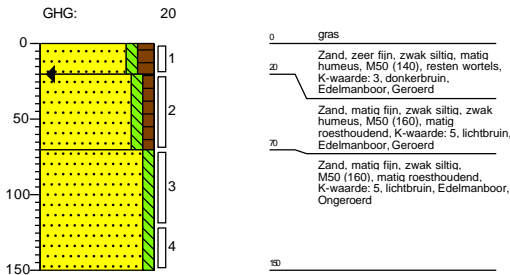 GHG: 20
0
50
100
150
1
2
3
4
0 gras
Zand, zeer fijn, zwak siltig, matig
humeus, M50 (140), resten wortels,
K-waarde: 3, donkerbruin,
Edelmanboor, Geroerd
20
Zand, matig fijn, zwak siltig, zwak
humeus, M50 (160), matig
roesthoudend, K-waarde: 5, lichtbruin,
Edelmanboor, Geroerd
70
Zand, matig fijn, zwak siltig,
M50 (160), matig roesthoudend,
K-waarde: 5, lichtbruin, Edelmanboor,
Ongeroerd
150